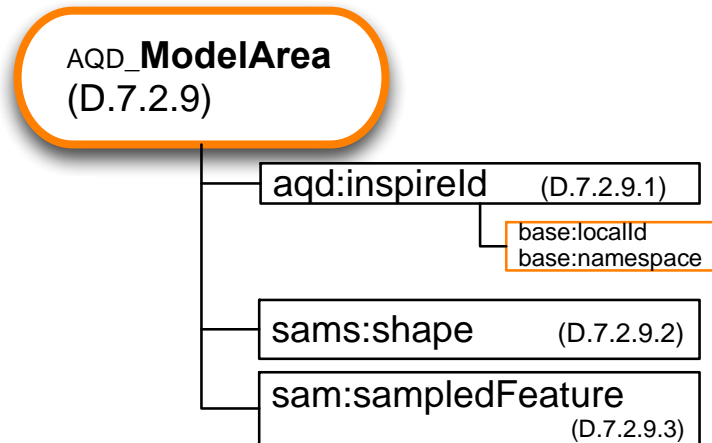 AQD_ModelArea
(D.7.2.9)
aqd:inspireId (D.7.2.9.1)
base:localId
base:namespace
sams:shape (D.7.2.9.2)
sam:sampledFeature
(D.7.2.9.3)